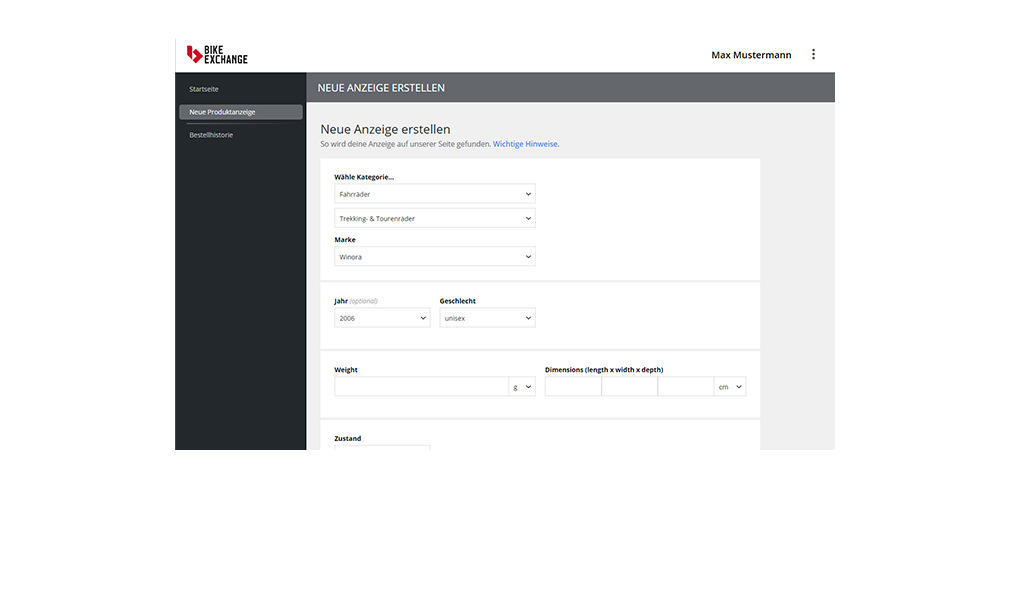 BIKE
EXCHANGE
Max Mustermann
Startseite
Neue Produktanzeige
Bestellhistorie
NEUE ANZEIGE ERSTELLEN
Neue Anzeige erstellen
So wird deine Anzeige auf unserer Seite gefunden. Wichtige Hinweise.
Wähle Kategorie...
Fahrräder
Trekking- & Tourenräder
Marke
Winora
Jahr (optional) Geschlecht
2006 unisex
Weight Dimensions (length x width x depth)
g cm
Zustand